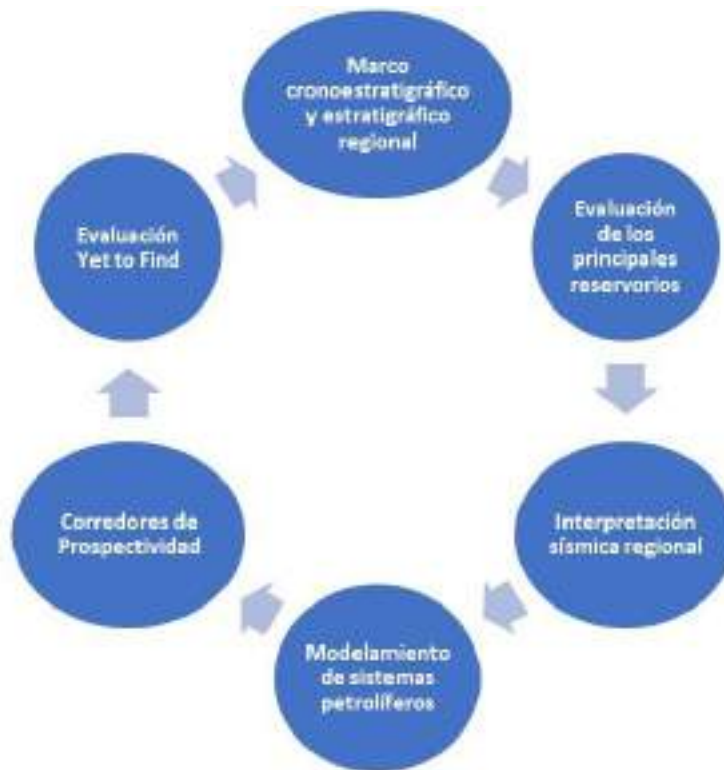 Marco
cronoestratigráfico
y estratigráfico
regional
Evaluación
de los
principales
reservorios
Interpretación
sísmica regional
Modelamiento
de sistemas
petrolíferos
Corredores de
Prospectividad
Evaluación
Yet to Find